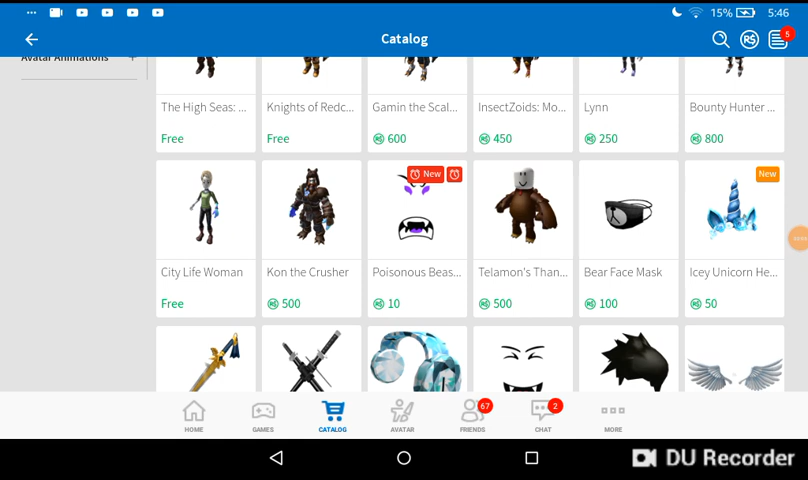 15% 5:46
Catalog
5
Avatar Animations +
The High Seas: ...
Knights of Redc...
Gamin the Scal...
InsectZoids: Mo...
Lynn
Bounty Hunter ...
Free
Free
600
450
250
800
New
New
City Life Woman
Kon the Crusher
Poisonous Beas...
Telamon's Than...
Bear Face Mask
Icey Unicorn He...
Free
500
10
500
100
50
67
2
HOME
GAMES
CATALOG
AVATAR
FRIENDS
CHAT
MORE
DU Recorder